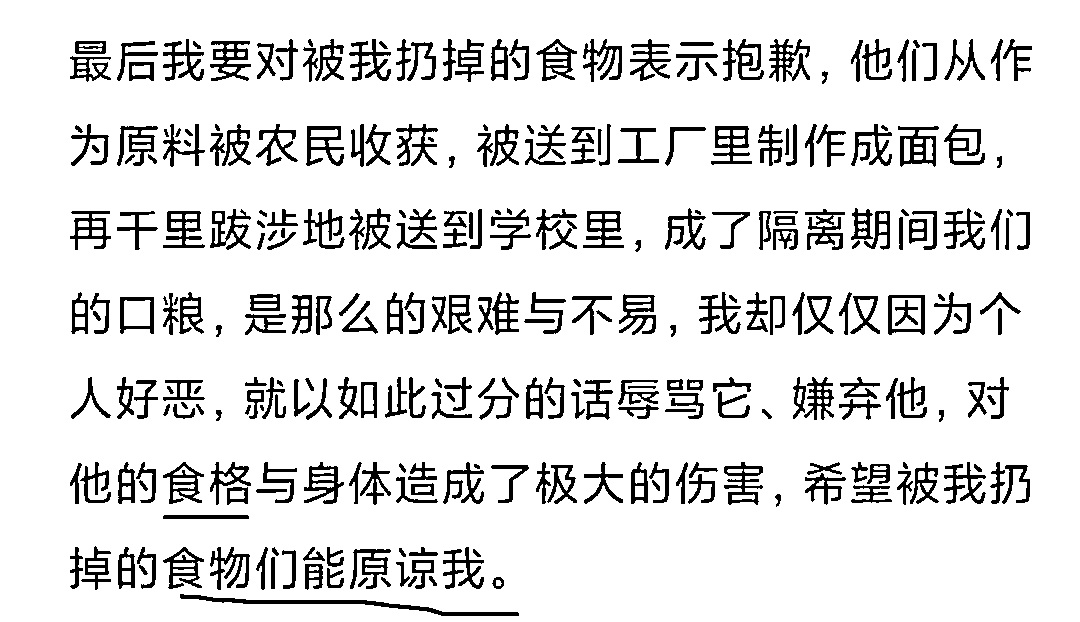 最后我要对被我扔掉的食物表示抱歉，他们从作
为原料被农民收获，被送到工厂里制作成面包，
再千里跋涉地被送到学校里，成了隔离期间我们
的口粮，是那么的艰难与不易，我却仅仅因为个
人好恶，就以如此过分的话辱骂它、嫌弃他，对
他的食格与身体造成了极大的伤害，希望被我扔
掉的食物们能原谅我。